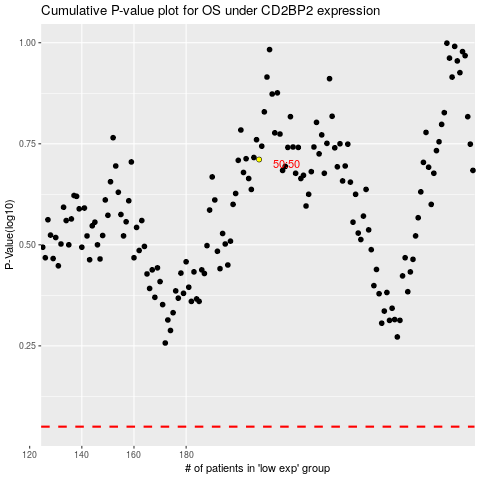 Cumulative P-value plot for OS under CD2BP2 expression
P-Value(log10)
1.00
0.75
0.50
0.25
50:50
120 140 160 180
# of patients in 'low exp' group